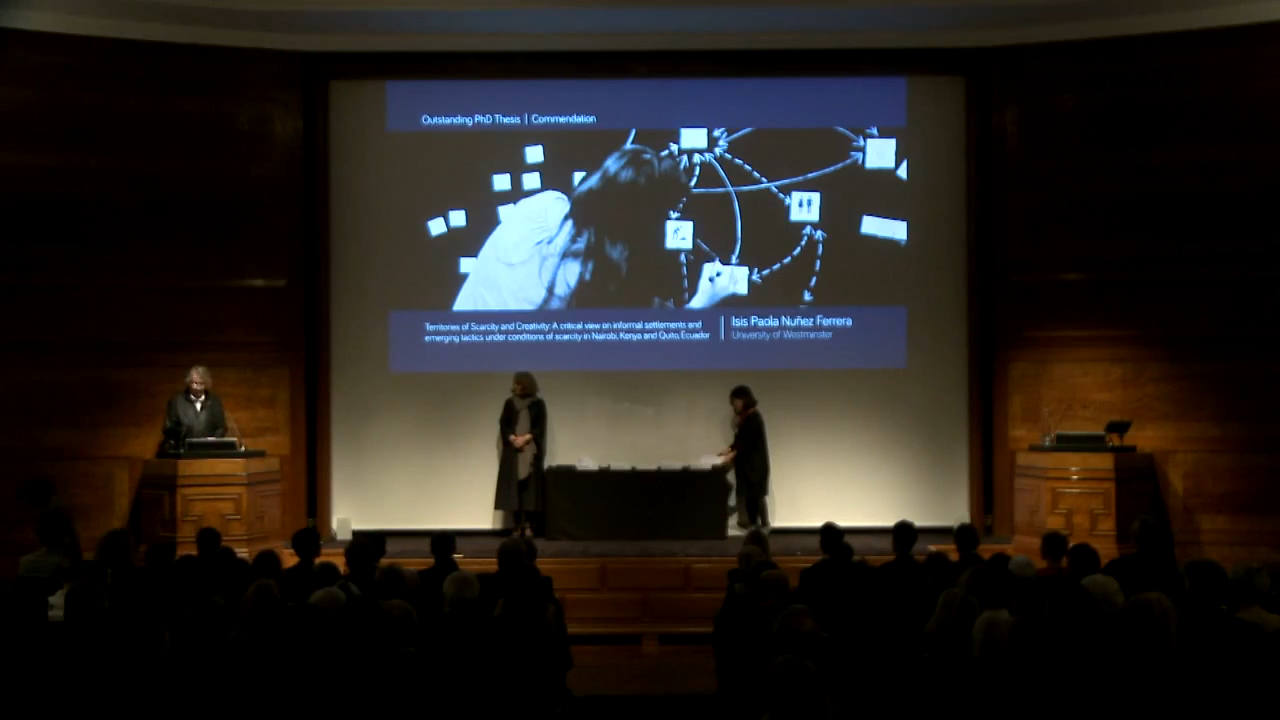 Outstanding PhD Thesis | Commendation
Territories of Scarcity and Creativity: A critical view on informal settlements and
emerging tactics under conditions of scarcity in Nairobi, Kenya and Quito, Ecuador
Isis Paola Nuñez Ferrera
University of Westminster